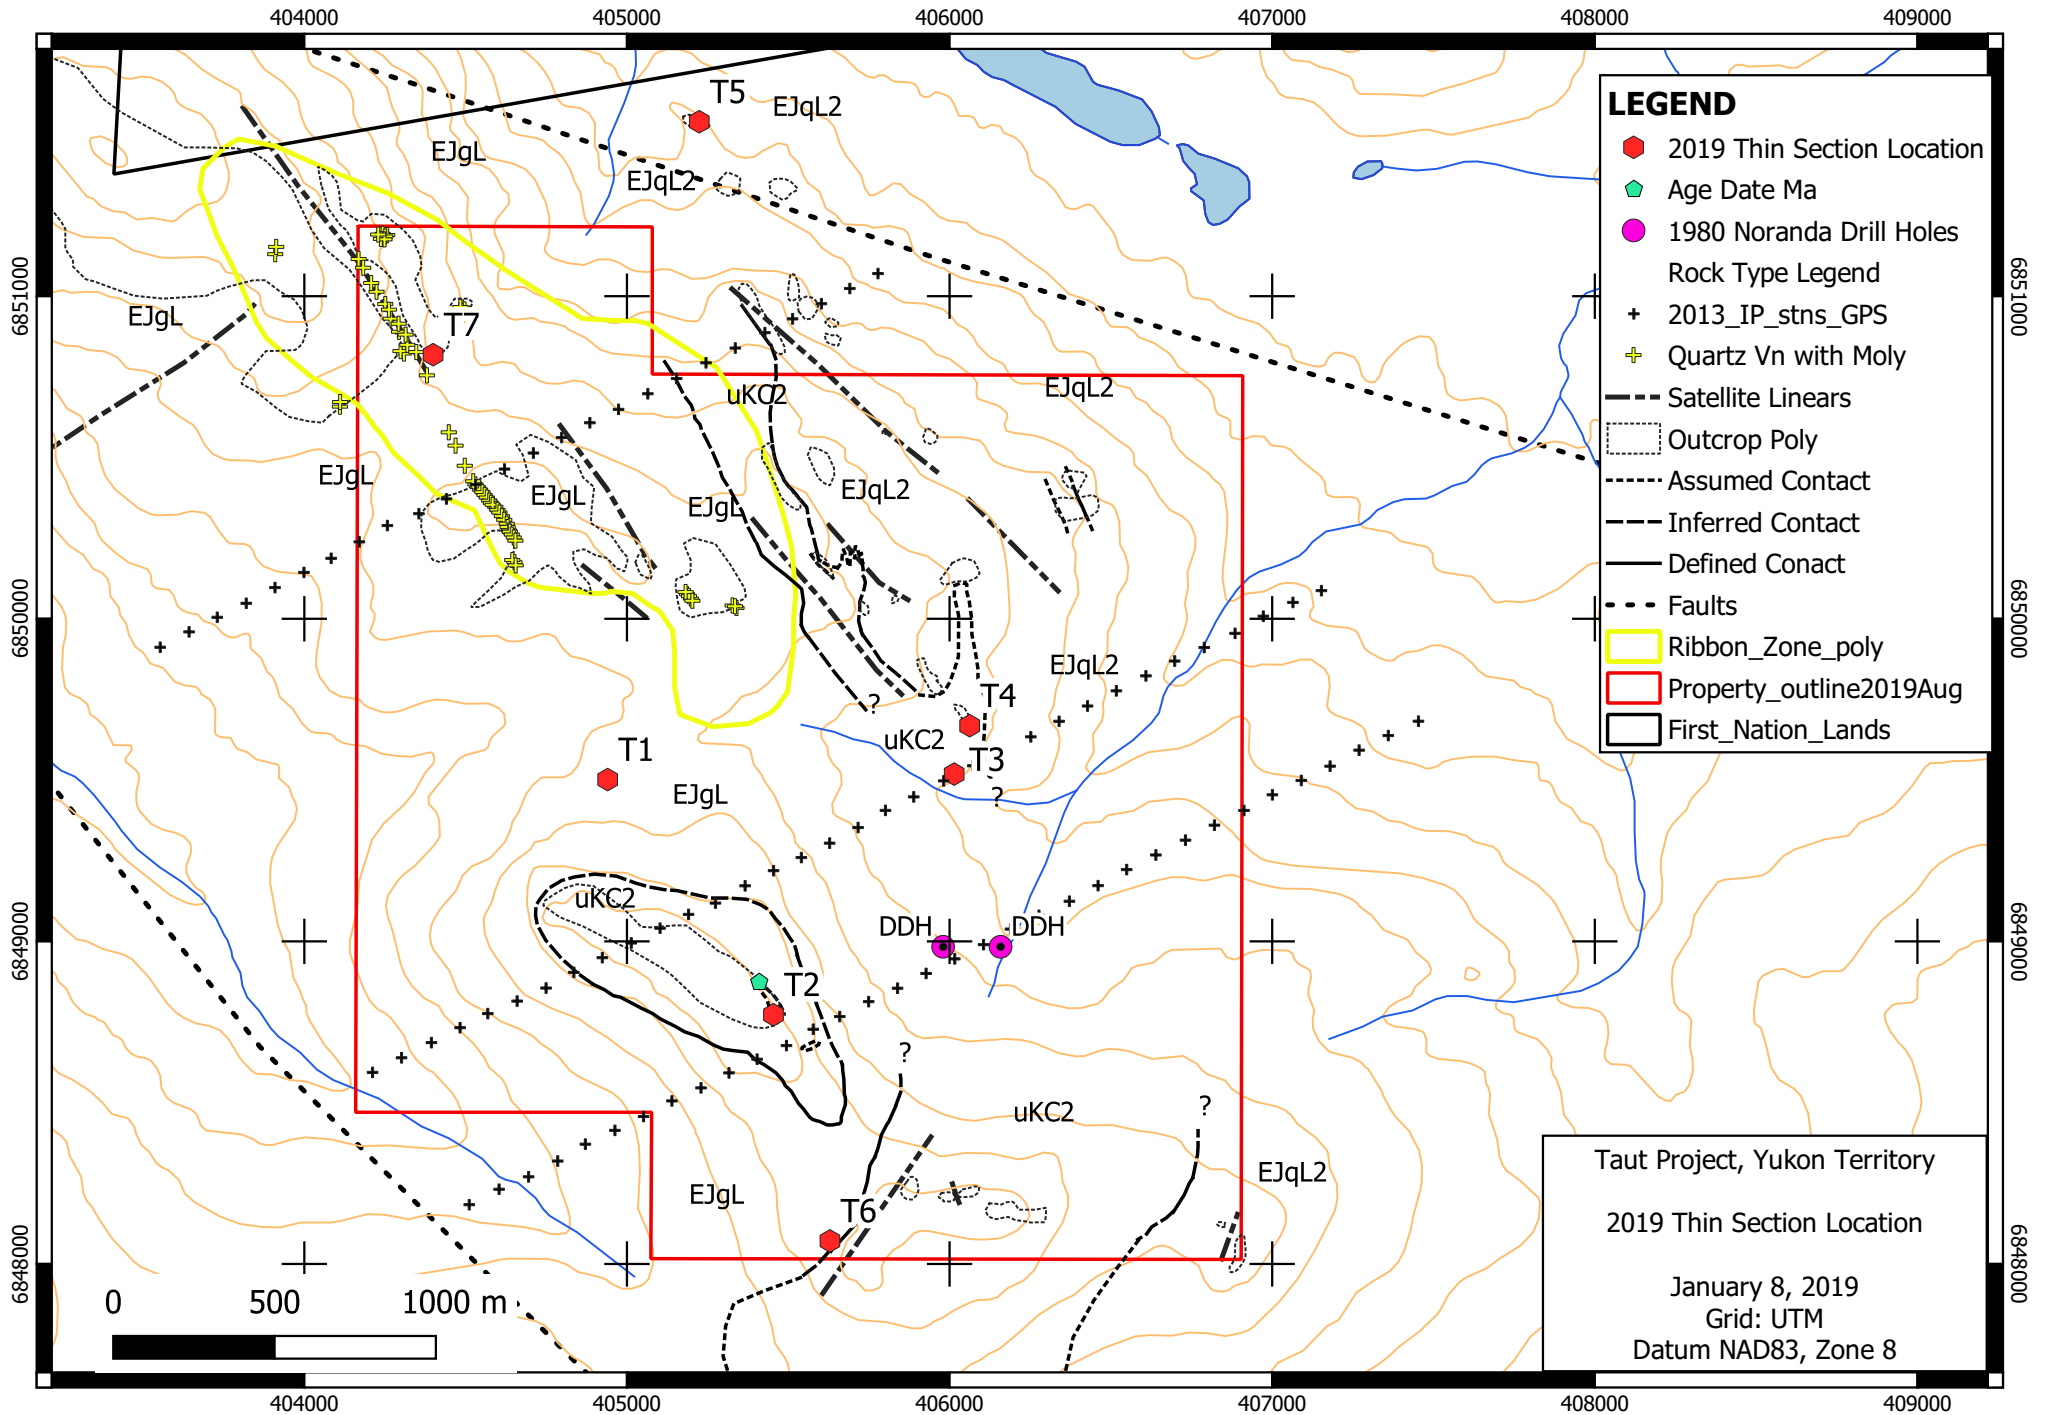 404000 405000 406000 407000 408000 409000
T5
EJqL2
EJgL
EJqL2
LEGEND
2019 Thin Section Location
Age Date Ma
1980 Noranda Drill Holes
Rock Type Legend
2013_IP_stns_GPS
Quartz Vn with Moly
Satellite Linears
Outcrop Poly
Assumed Contact
Inferred Contact
Defined Conact
Faults
Ribbon_Zone_poly
Property_outline2019Aug
First_Nation_Lands
6851000
6851000
EJgL
T7
uKC2
EJqL2
EJgL
EJgL
EJgL
EJqL2
6850000
6850000
EJqL2
?
T4
uKC2
T3
?
T1
EJgL
uKC2
DDH
DDH
6849000
6849000
T2
?
uKC2
?
EJgL
EJqL2
T6
6848000
6848000
0 500 1000 m
Taut Project, Yukon Territory
2019 Thin Section Location
January 8, 2019
Grid: UTM
Datum NAD83, Zone 8
404000 405000 406000 407000 408000 409000